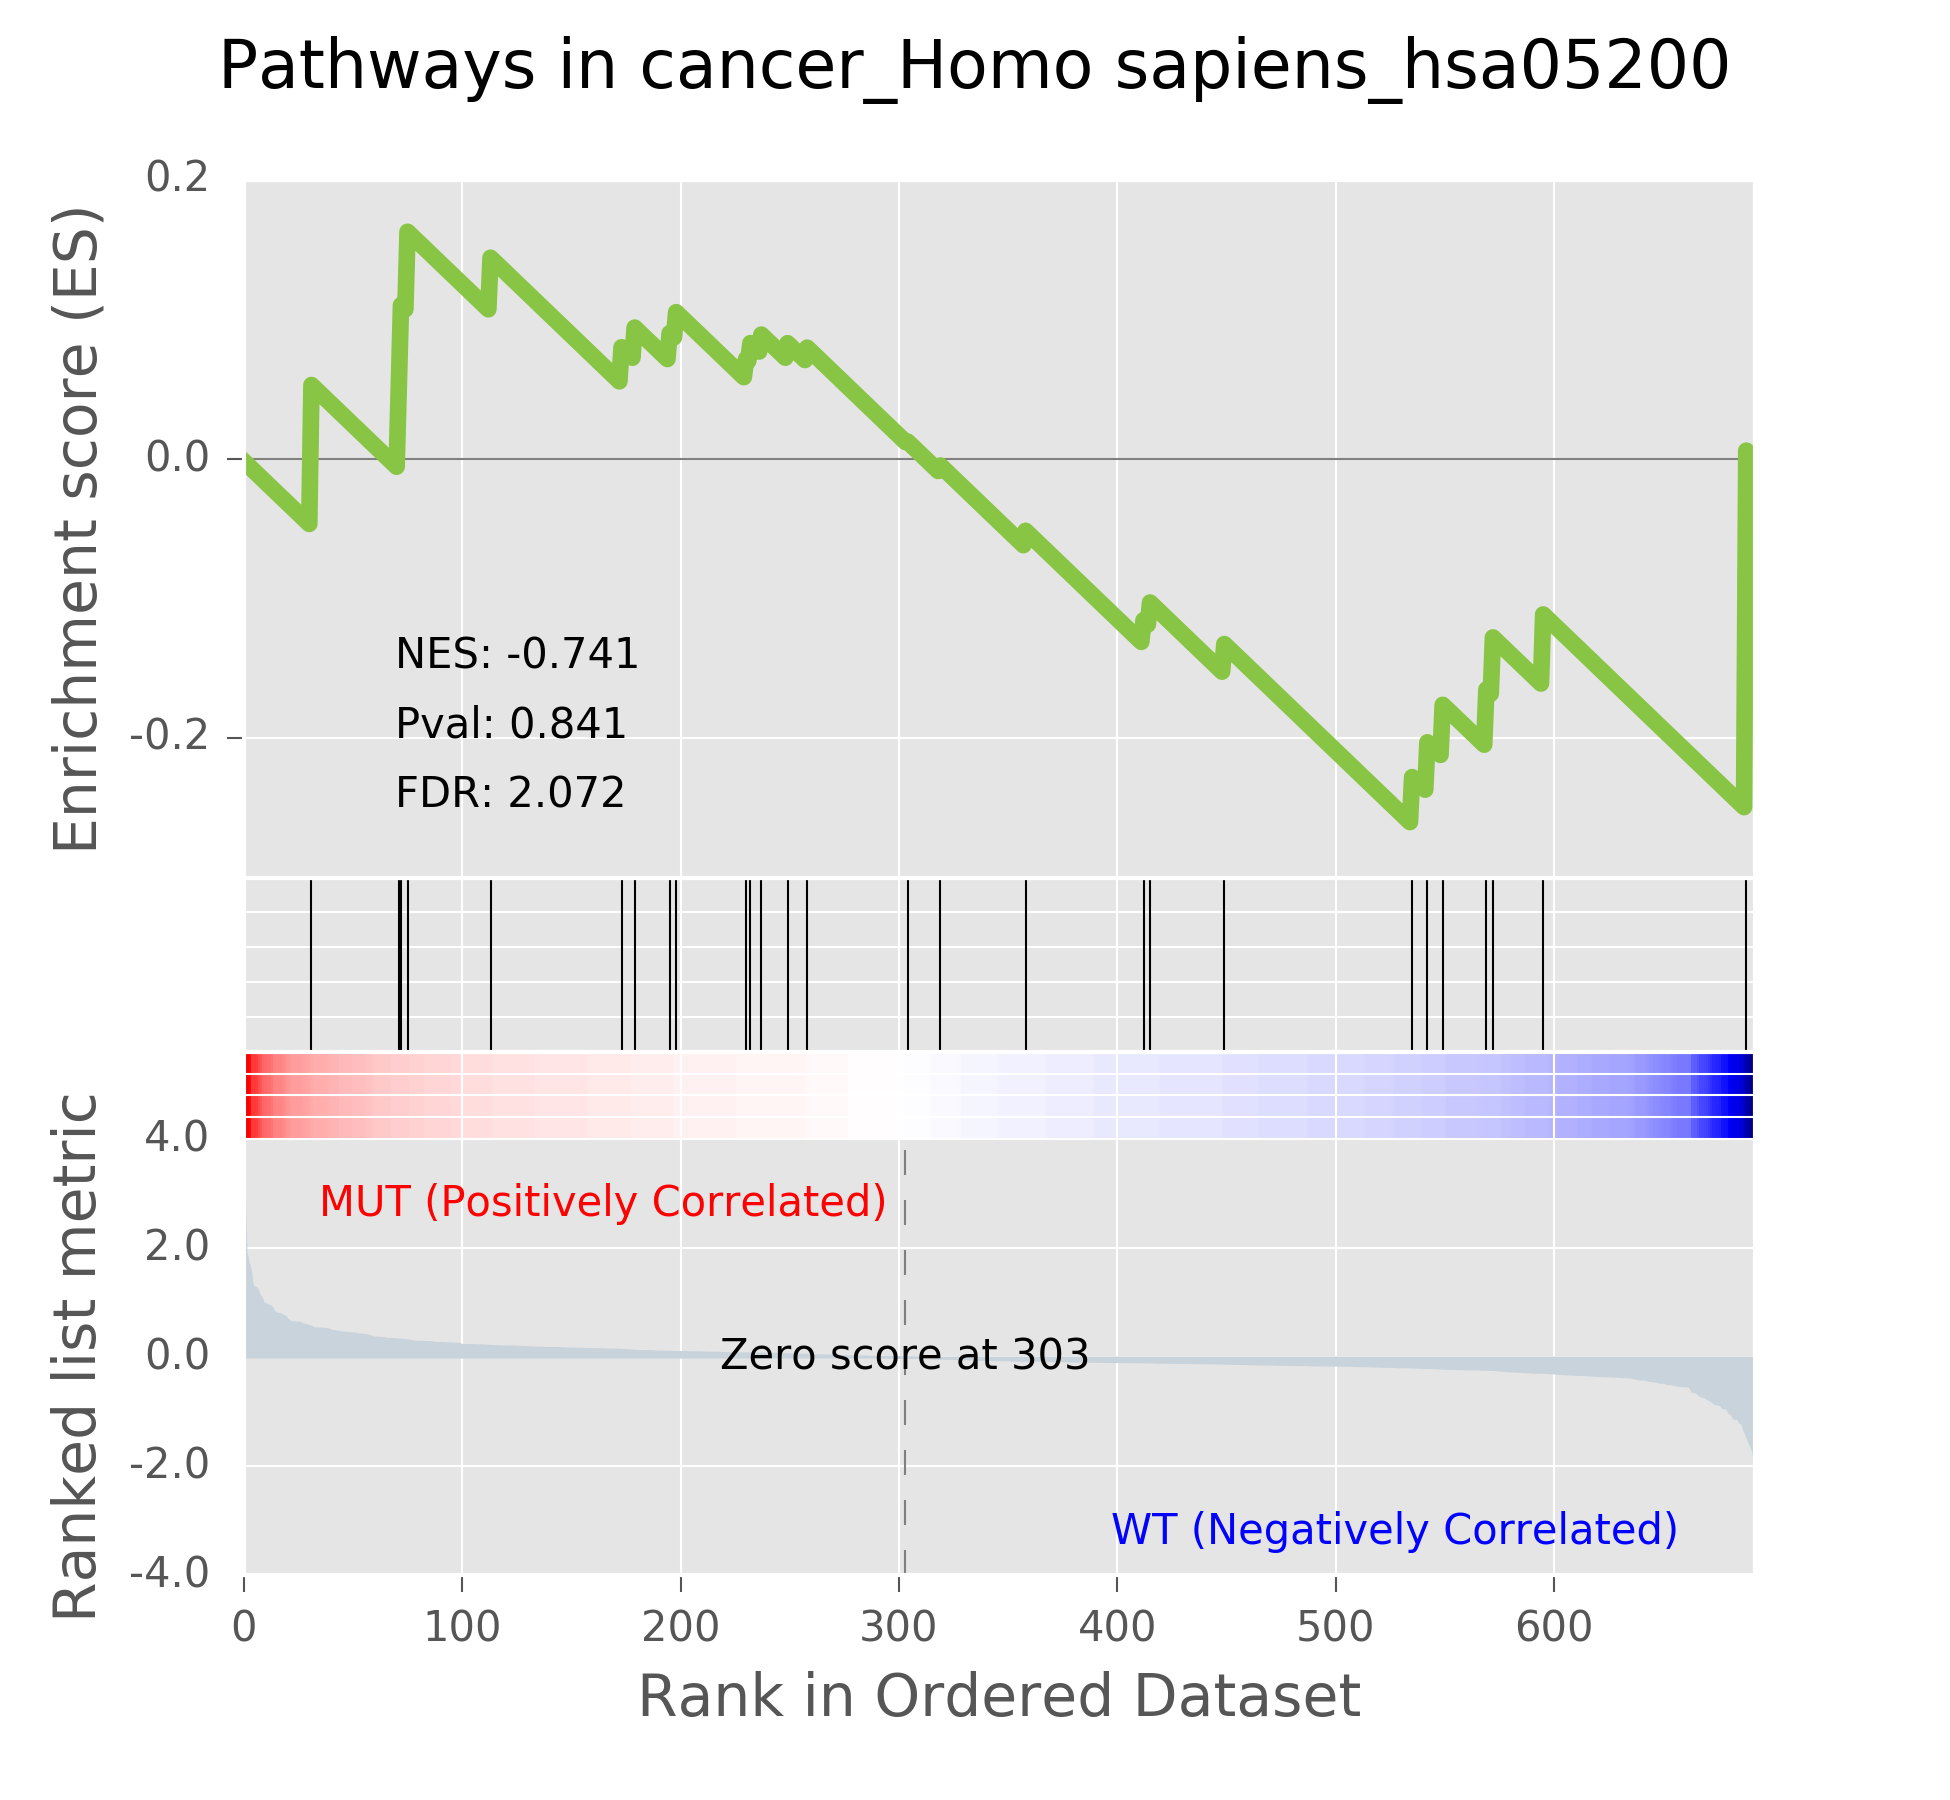 Pathways in cancer_Homo sapiens_hsa05200
Enrichment score (ES)
0.2
0.0
-0.2
NES: -0.741
Pval: 0.841
FDR: 2.072
Ranked list metric
4.0
2.0
0.0
-2.0
-4.0
MUT (Positively Correlated)
Zero score at 303
WT (Negatively Correlated)
0 100 200 300 400 500 600
Rank in Ordered Dataset